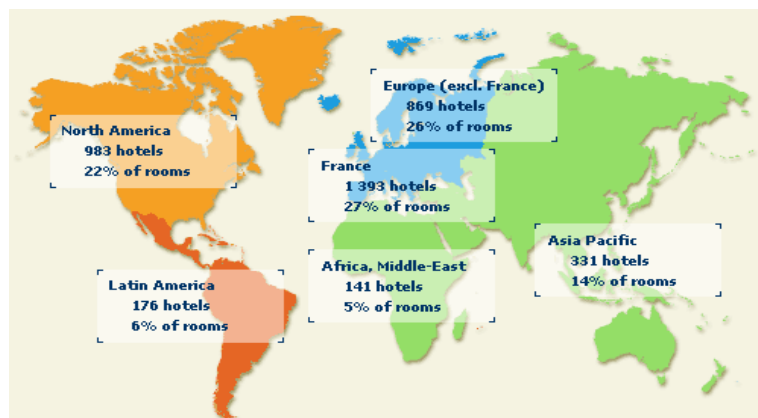 Europe (excl. France)
869 hotels
26% of rooms
North America
983 hotels
22% of rooms
France
1 393 hotels
27% of rooms
Asia Pacific
331 hotels
14% of rooms
Africa, Middle-East
141 hotels
5% of rooms
Latin America
176 hotels
6% of rooms